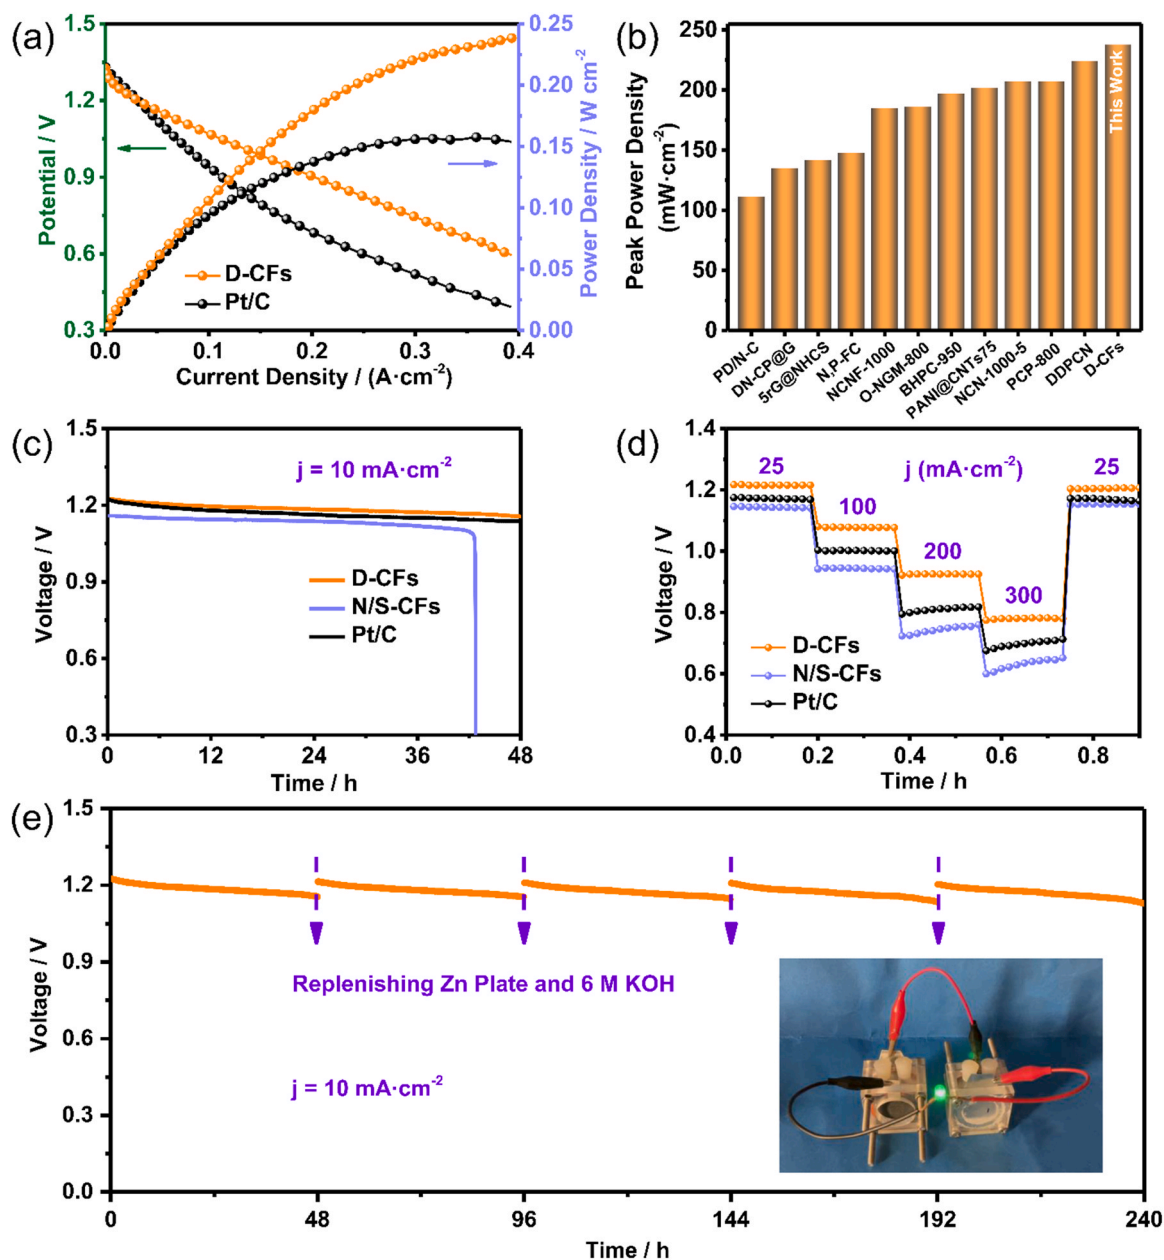 (a)
1.5
1.2
0.9
0.6
0.3
Potential / V
0.25
0.20
0.15
0.10
0.05
0.00
Power Density / W cm-2
D-CFs
Pt/C
0.0 0.1 0.2 0.3 0.4
Current Density / (A·cm-2)
(b)
250
200
150
100
50
0
Peak Power Density
(mW·cm-2)
This Work
PD/N-C
DN-CP@G
5rG@NHCS
N,P-FC
NCNF-1000
O-NGM-800
BHPC-950
PANI@CNTs75
NCN-1000-5
PCP-800
DDPCN
D-CFs
(c)
1.5
1.2
0.9
0.6
0.3
Voltage / V
j = 10 mA·cm-2
D-CFs
N/S-CFs
Pt/C
0 12 24 36 48
Time / h
(d)
1.4
1.2
1.0
0.8
0.6
0.4
Voltage / V
25 j (mA·cm-2) 25
100
200
300
D-CFs
N/S-CFs
Pt/C
0.0 0.2 0.4 0.6 0.8
Time / h
(e)
1.5
1.2
0.9
0.6
0.3
0.0
Voltage / V
Replenishing Zn Plate and 6 M KOH
j = 10 mA·cm-2
0 48 96 144 192 240
Time / h